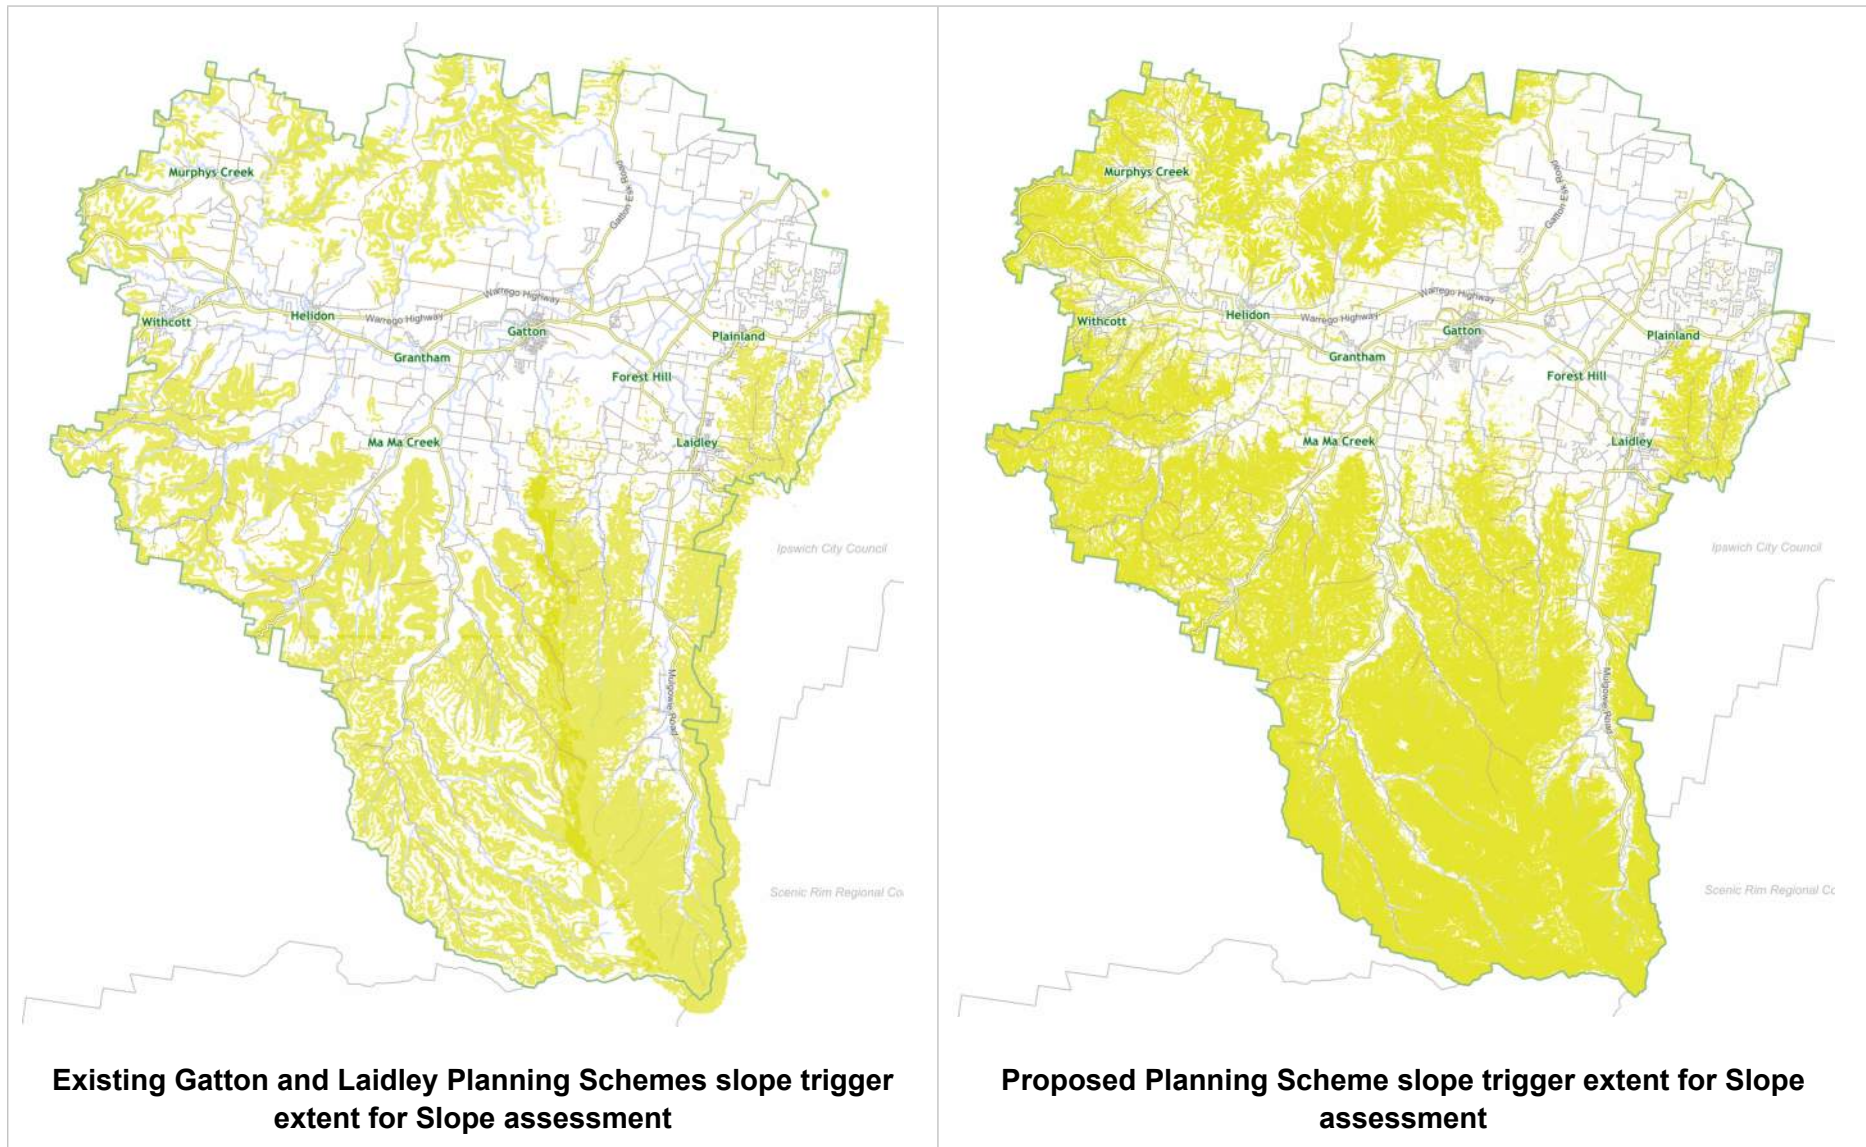 Murphys Creek
Gatton Esk Road
Warrego Highway
Withcott
Helidon
Warrego Highway
Gatton
Plainland
Grantham
Forest Hill
Ma Ma Creek
Laidley
Ipswich City Council
Mulgowie Road
Scenic Rim Regional Co
Existing Gatton and Laidley Planning Schemes slope trigger
extent for Slope assessment
Murphys Creek
Gatton Esk Road
Warrego Highway
Withcott
Helidon
Warrego Highway
Gatton
Plainland
Grantham
Forest Hill
Ma Ma Creek
Laidley
Ipswich City Council
Mulgowie Road
Scenic Rim Regional Cc
Proposed Planning Scheme slope trigger extent for Slope
assessment